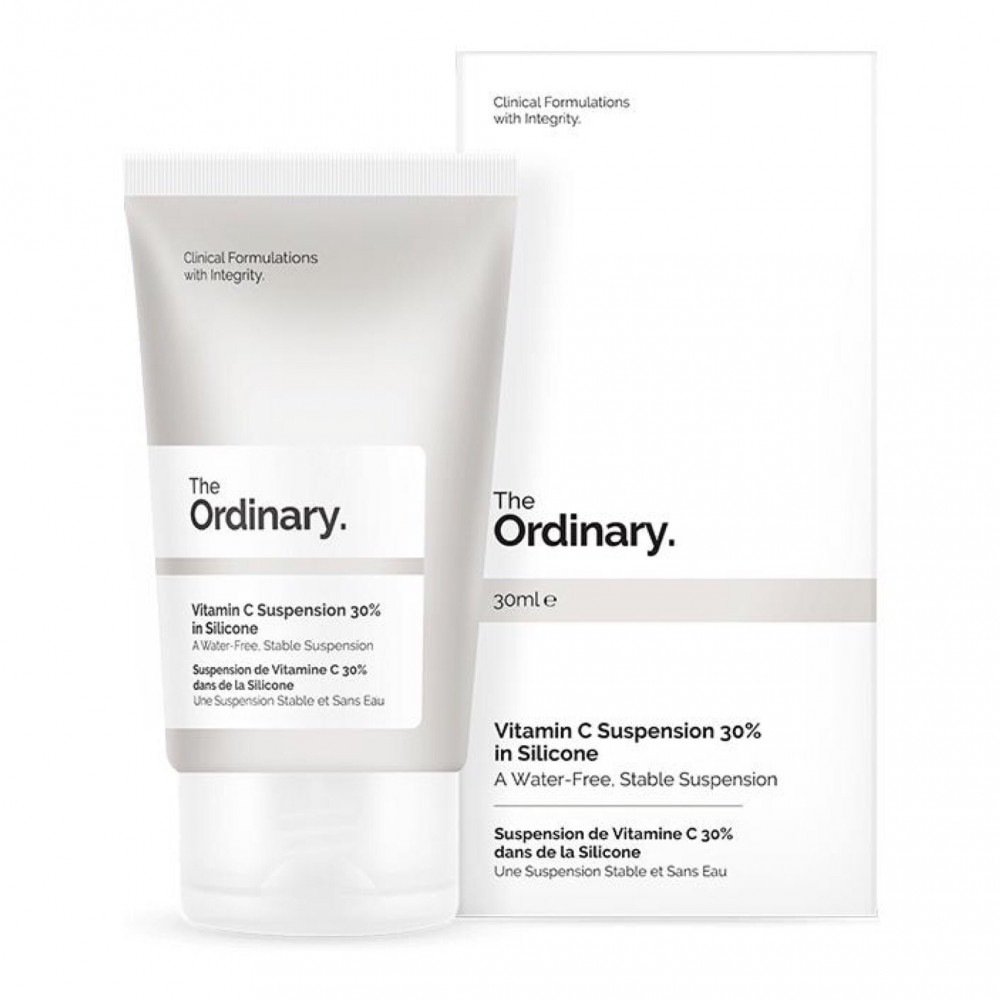 Clinical Formulations
with Integrity.
The
Ordinary.
Vitamin C Suspension 30%
in Silicone
A Water-Free, Stable Suspension
Suspension de Vitamine C 30%
dans de la Silicone
Une Suspension Stable et Sans Eau
Clinical Formulations
with Integrity.
The
Ordinary.
30ml ℮
Vitamin C Suspension 30%
in Silicone
A Water-Free, Stable Suspension
Suspension de Vitamine C 30%
dans de la Silicone
Une Suspension Stable et Sans Eau